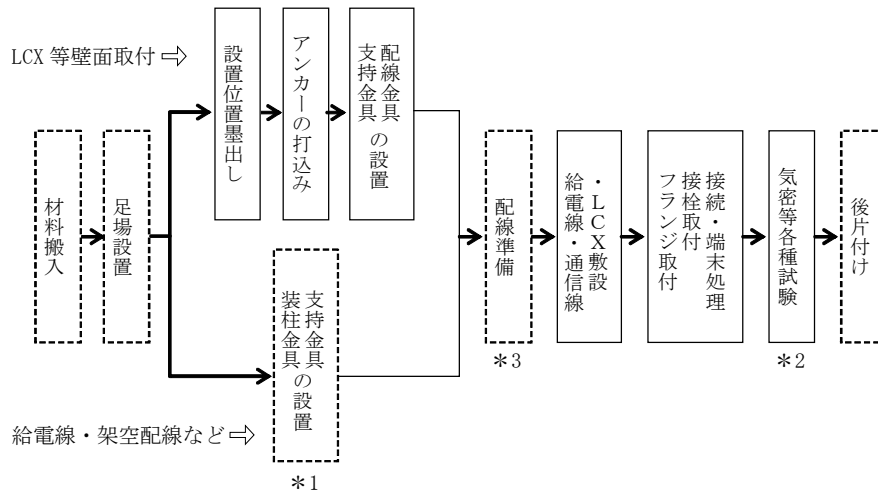 LCX 等壁面取付
設置位置墨出し
アンカーの打込み
配線金具
支持金具
の設置
材料搬入
足場設置
支持金具
装柱金具
の設置
給電線・架空配線など
＊1
配線準備
＊3
・LCX敷設
給電線・通信線
接続・端末処理
接栓取付
フランジ取付
気密等各種試験
＊2
後片付け